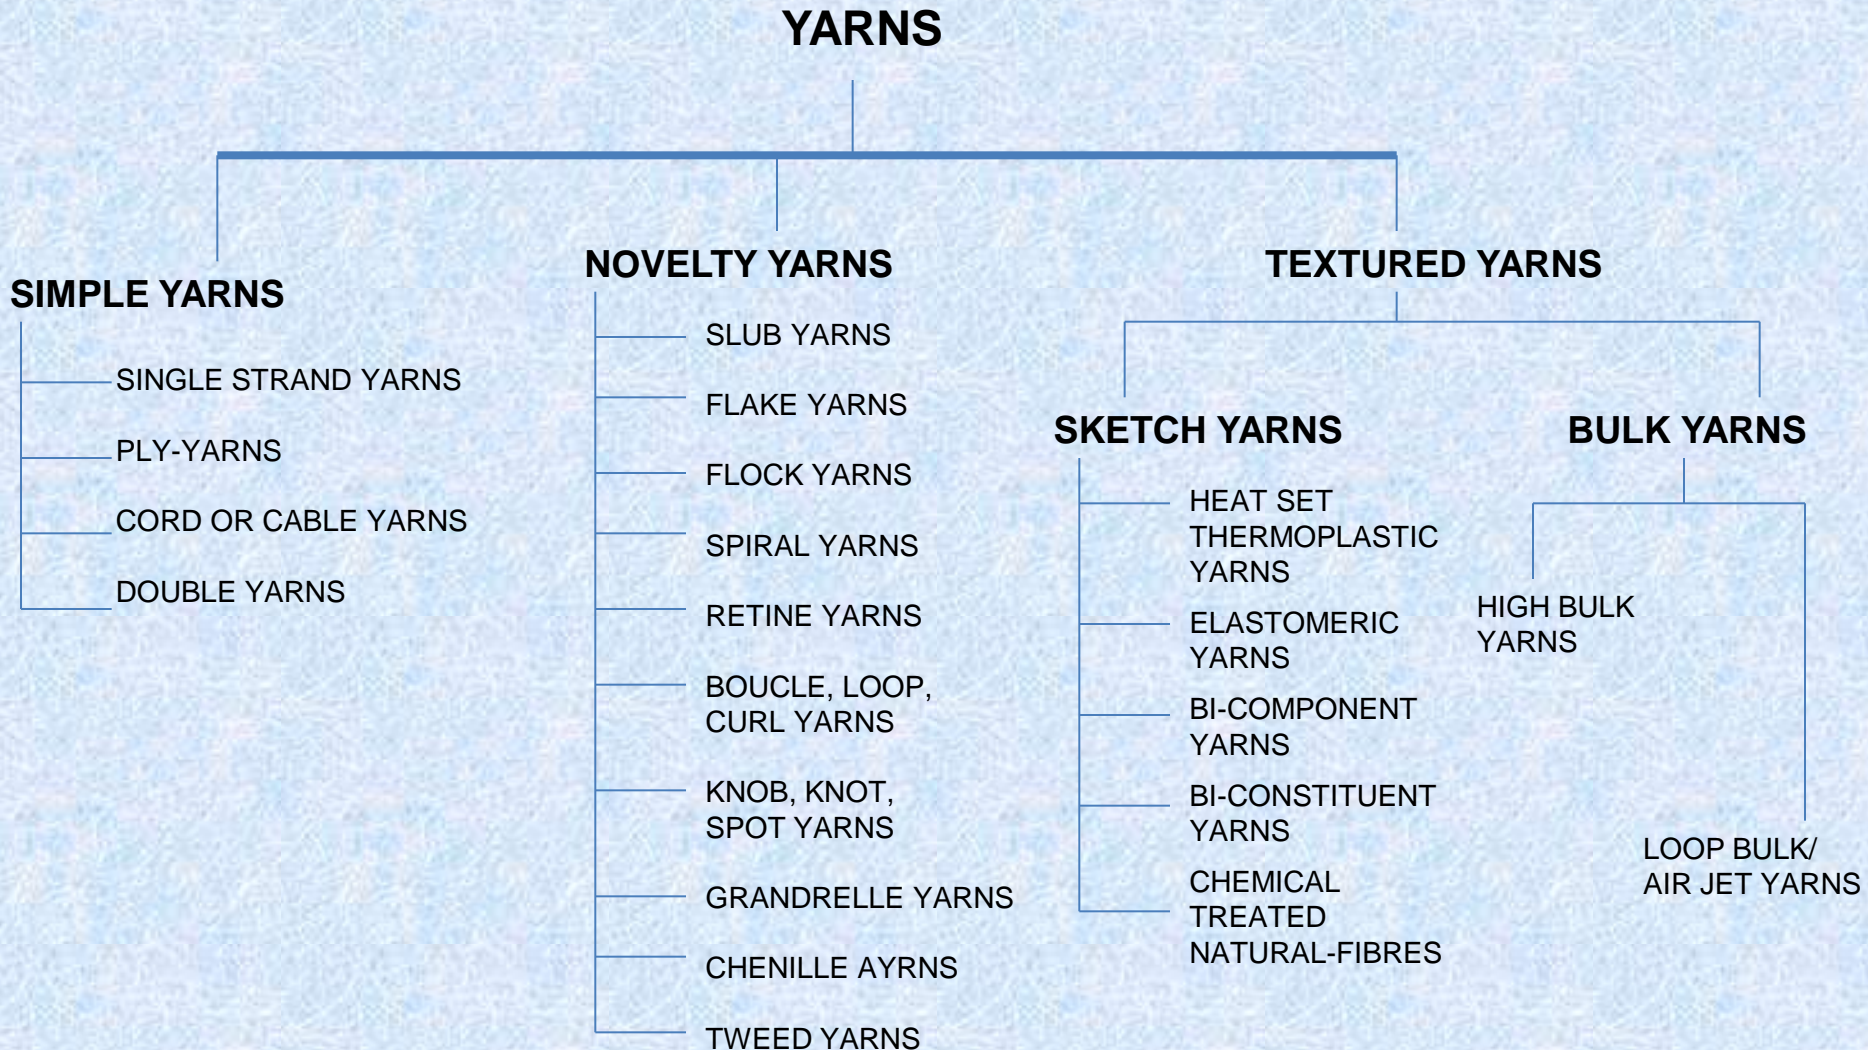 YARNS
SIMPLE YARNS
SINGLE STRAND YARNS
PLY-YARNS
CORD OR CABLE YARNS
DOUBLE YARNS
NOVELTY YARNS
SLUB YARNS
FLAKE YARNS
FLOCK YARNS
SPIRAL YARNS
RETINE YARNS
BOUCLE, LOOP,
CURL YARNS
KNOB, KNOT,
SPOT YARNS
GRANDRELLE YARNS
CHENILLE AYRNS
TWEED YARNS
TEXTURED YARNS
SKETCH YARNS
HEAT SET
THERMOPLASTIC
YARNS
ELASTOMERIC
YARNS
BI-COMPONENT
YARNS
BI-CONSTITUENT
YARNS
CHEMICAL
TREATED
NATURAL-FIBRES
BULK YARNS
HIGH BULK
YARNS
LOOP BULK/
AIR JET YARNS